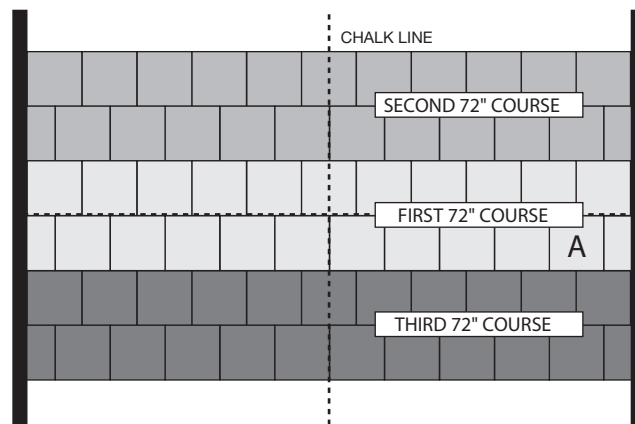 CHALK LINE
SECOND 72" COURSE
FIRST 72" COURSE
A
THIRD 72" COURSE